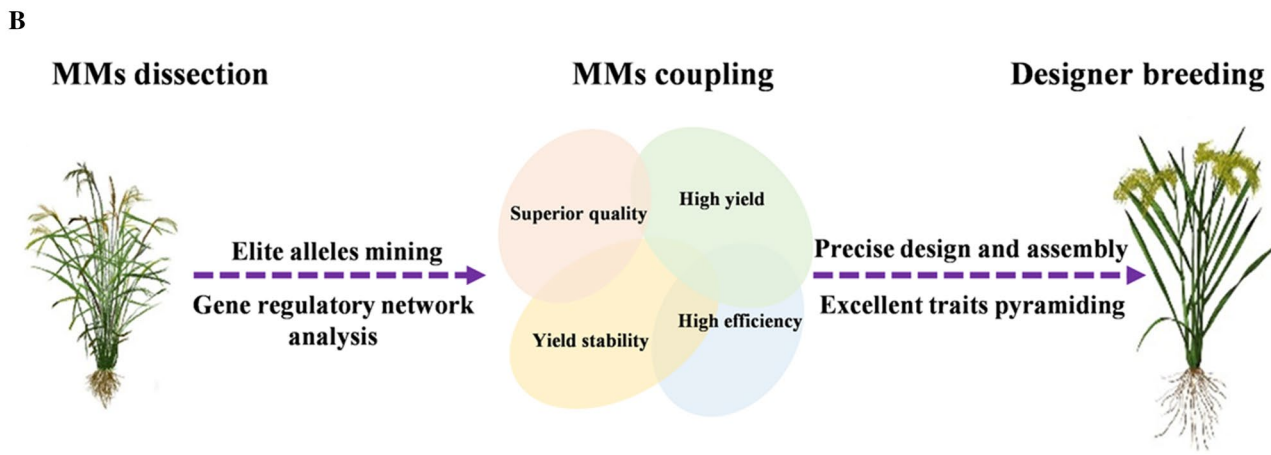 B
MMs dissection
MMs coupling
Designer breeding
Elite alleles mining
Gene regulatory network
analysis
Superior quality
High yield
Yield stability
High efficiency
Precise design and assembly
Excellent traits pyramiding